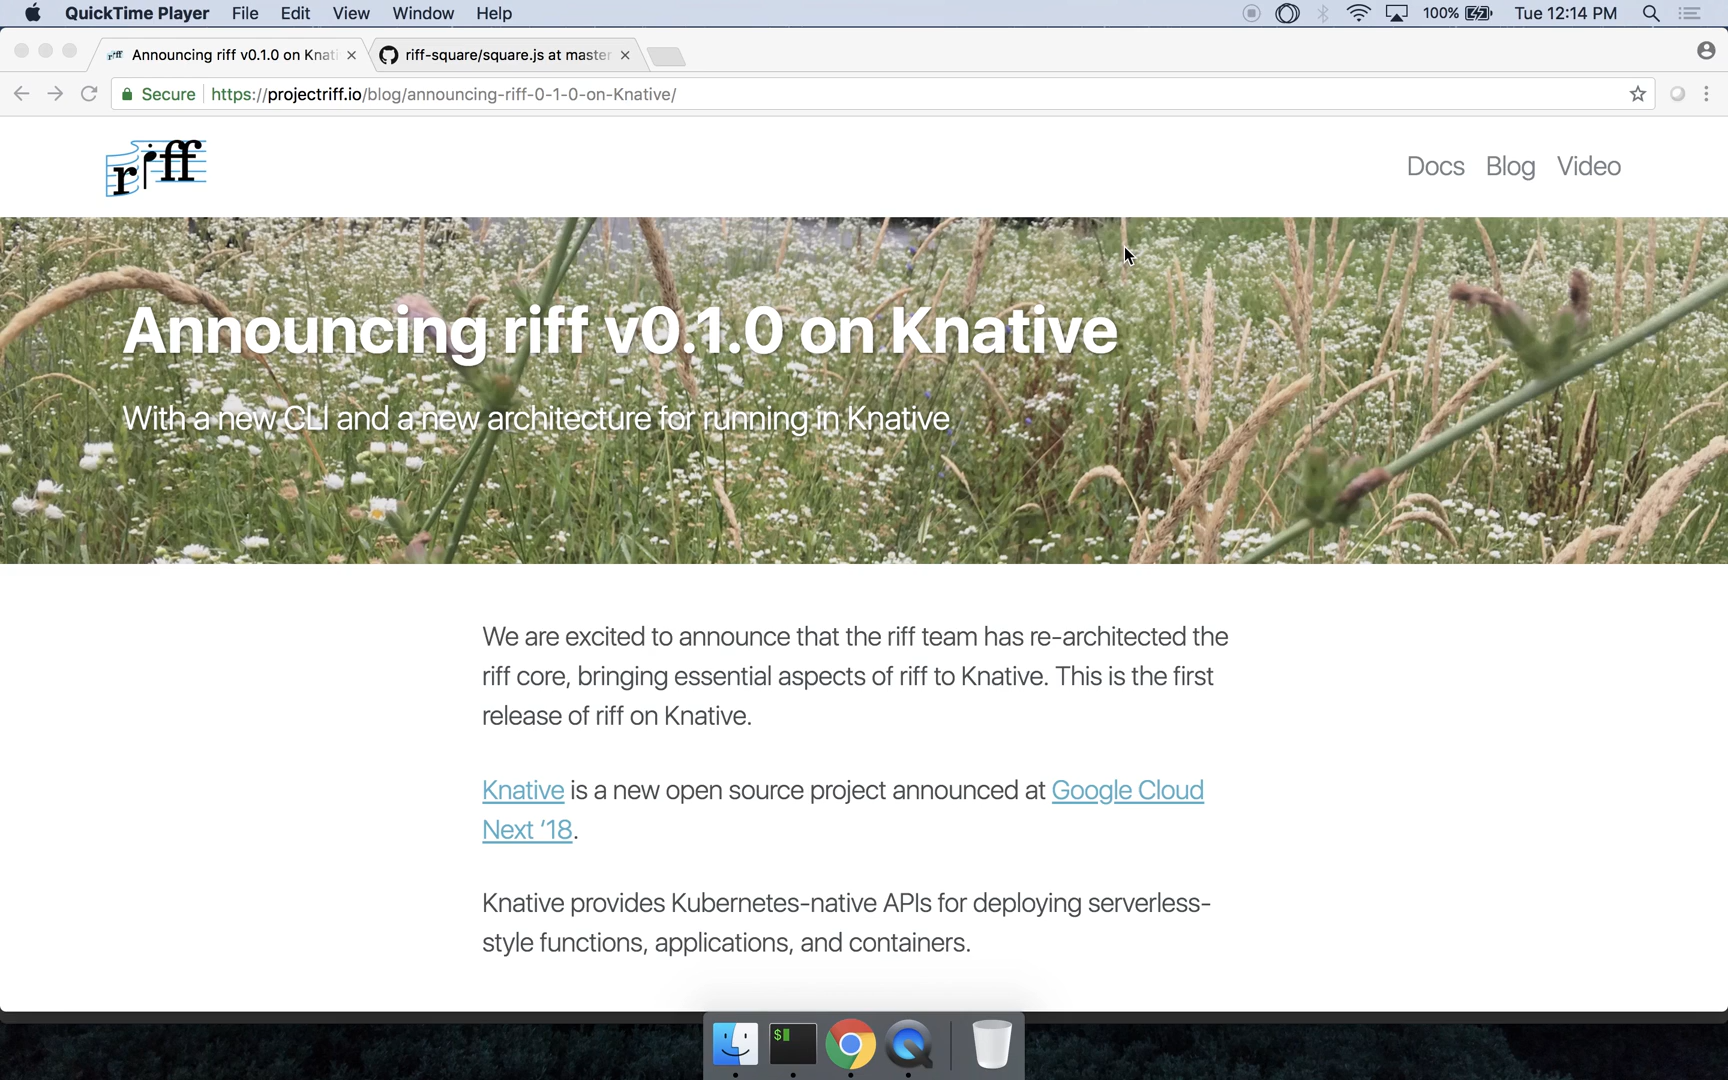 QuickTime Player File Edit View Window Help 100% Tue 12:14 PM
riff Announcing riff v0.1.0 on Knati riff-square/square.js at master
Secure https://projectriff.io/blog/announcing-riff-0-1-0-on-Knative/
riff
Docs Blog Video
Announcing riff v0.1.0 on Knative
With a new CLI and a new architecture for running in Knative
We are excited to announce that the riff team has re-architected the
riff core, bringing essential aspects of riff to Knative. This is the first
release of riff on Knative.
Knative is a new open source project announced at Google Cloud
Next ‘18.
Knative provides Kubernetes-native APIs for deploying serverless-
style functions, applications, and containers.
$